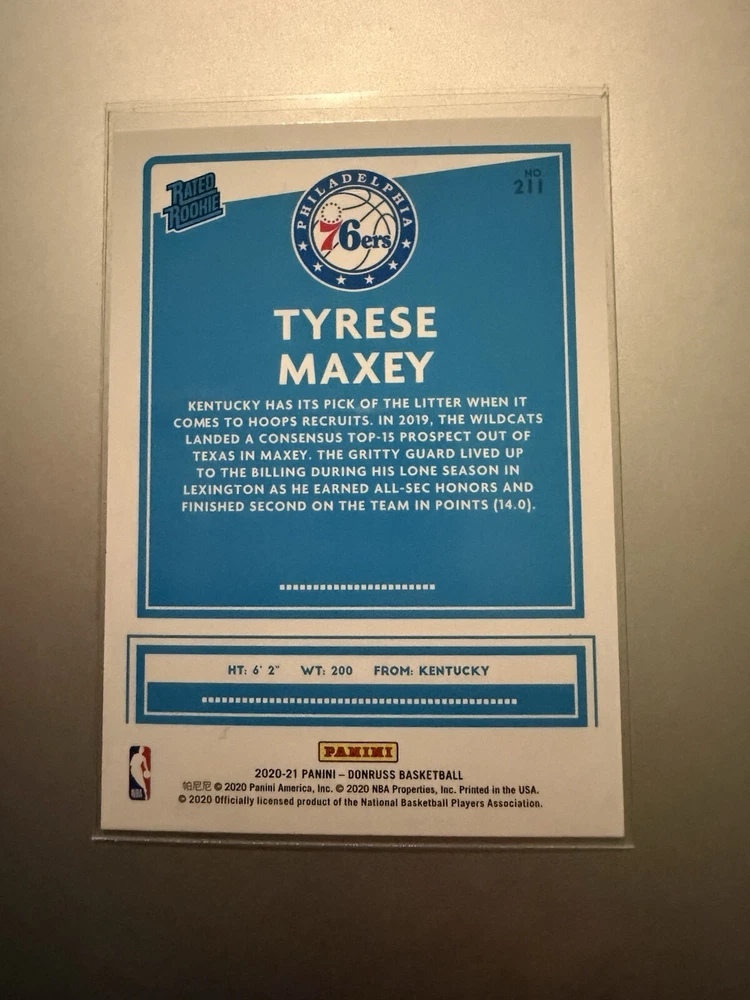 RATED
ROOKIE
PHILADELPHIA
76ers
NO.
211
TYRESE
MAXEY
KENTUCKY HAS ITS PICK OF THE LITTER WHEN IT
COMES TO HOOPS RECRUITS. IN 2019, THE WILDCATS
LANDED A CONSENSUS TOP-15 PROSPECT OUT OF
TEXAS IN MAXEY. THE GRITTY GUARD LIVED UP
TO THE BILLING DURING HIS LONE SEASON IN
LEXINGTON AS HE EARNED ALL-SEC HONORS AND
FINISHED SECOND ON THE TEAM IN POINTS (14.0).
HT: 6' 2" WT: 200 FROM: KENTUCKY
PANINI
2020-21 PANINI – DONRUSS BASKETBALL
帕尼尼 © 2020 Panini America, Inc. © 2020 NBA Properties, Inc. Printed in the USA.
© 2020 Officially licensed product of the National Basketball Players Association.
NBA